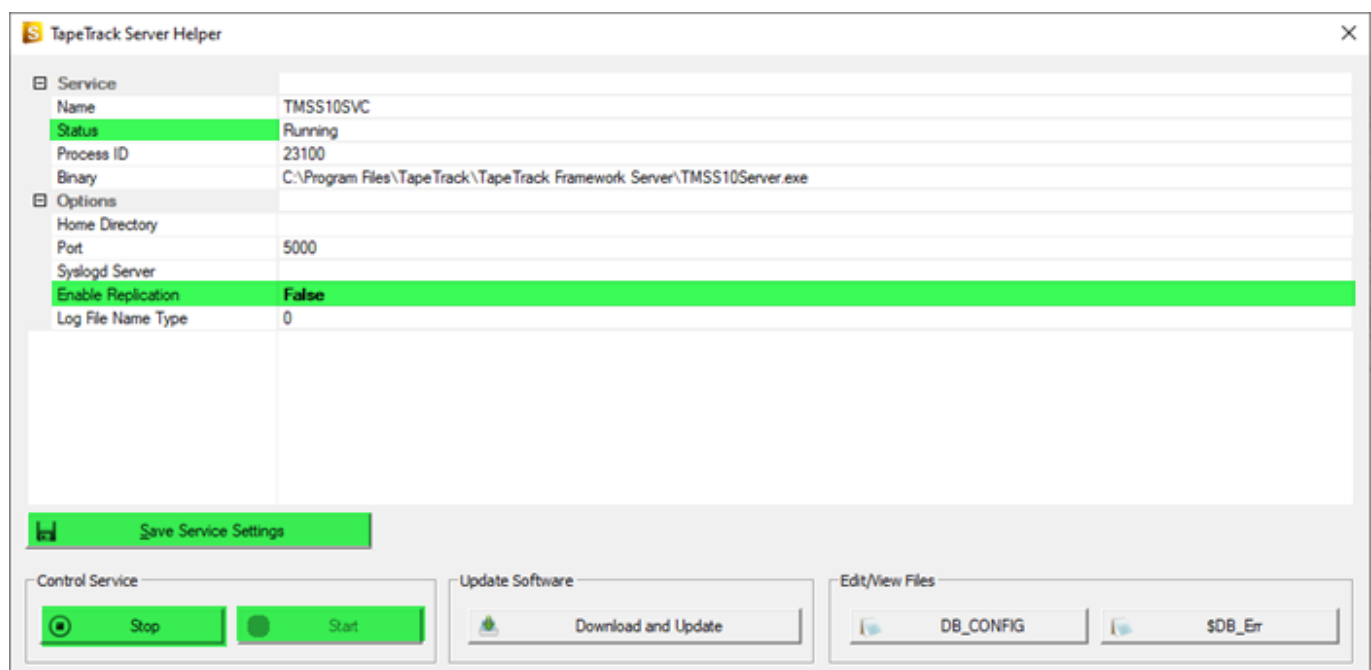 TapeTrack Server Helper
Service
Name TMSS10SVC
Status Running
Process ID 23100
Binary C:\Program Files\TapeTrack\TapeTrack Framework Server\TMSS10Server.exe
Options
Home Directory
Port 5000
Syslogd Server
Enable Replication False
Log File Name Type 0
Save Service Settings
Control Service Update Software Edit/View Files
Stop Start Download and Update DB_CONFIG $DB_Err